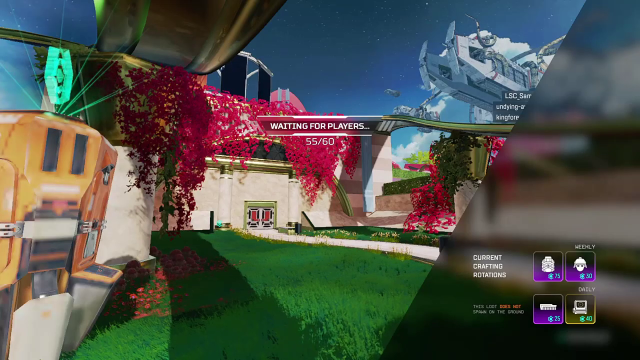 LSC_Sam
undying-a
kingfore
WAITING FOR PLAYERS...
55/60
WEEKLY
CURRENT
CRAFTING
ROTATIONS
75
30
DAILY
THIS LOOT DOES NOT
SPAWN ON THE GROUND
25
40